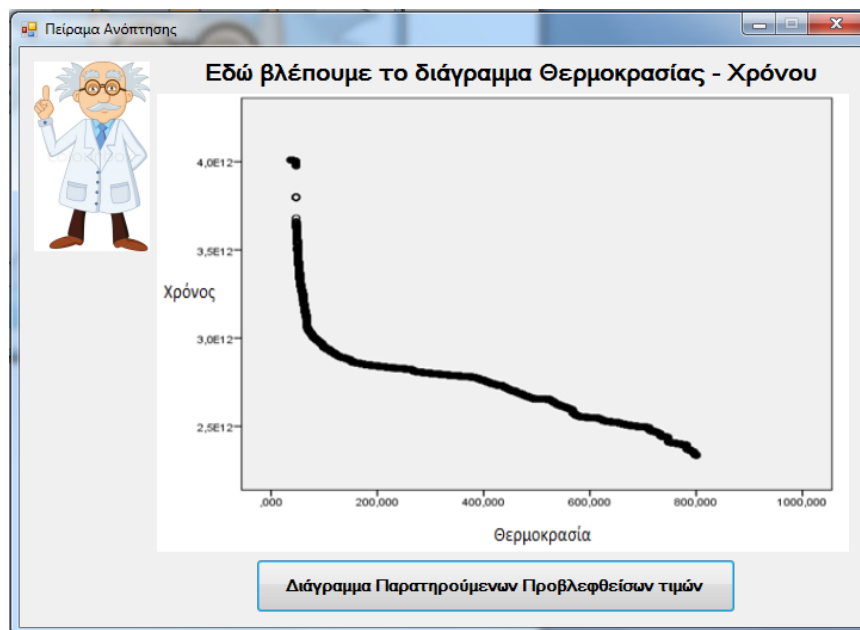 Πείραμα Ανόπτησης
Εδώ βλέπουμε το διάγραμμα Θερμοκρασίας - Χρόνου
4,0E12
3,5E12
Χρόνος
3,0E12
2,5E12
,000 200,000 400,000 600,000 800,000 1000,000
Θερμοκρασία
Διάγραμμα Παρατηρούμενων Προβλεφθείσων τιμών